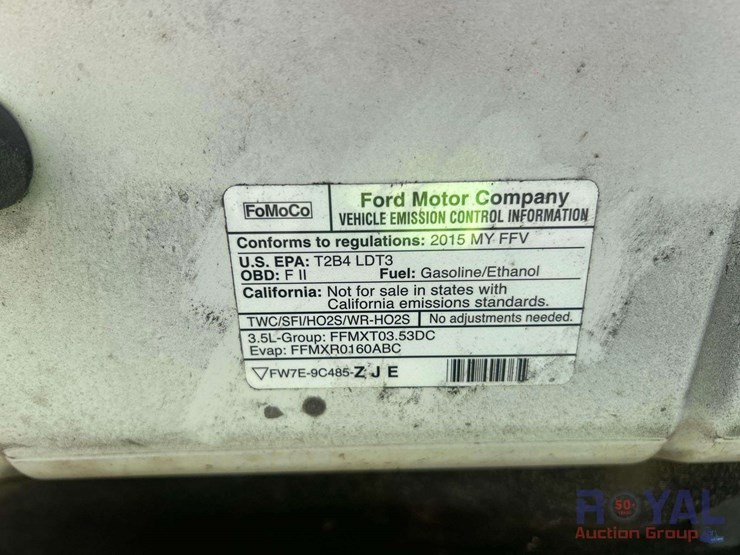 FoMoCo
Ford Motor Company
VEHICLE EMISSION CONTROL INFORMATION
Conforms to regulations: 2015 MY FFV
U.S. EPA: T2B4 LDT3
OBD: F II Fuel: Gasoline/Ethanol
California: Not for sale in states with
California emissions standards.
TWC/SFI/HO2S/WR-HO2S No adjustments needed.
3.5L-Group: FFMXT03.53DC
Evap: FFMXR0160ABC
FW7E-9C485-ZJE
ROYAL
Auction Group